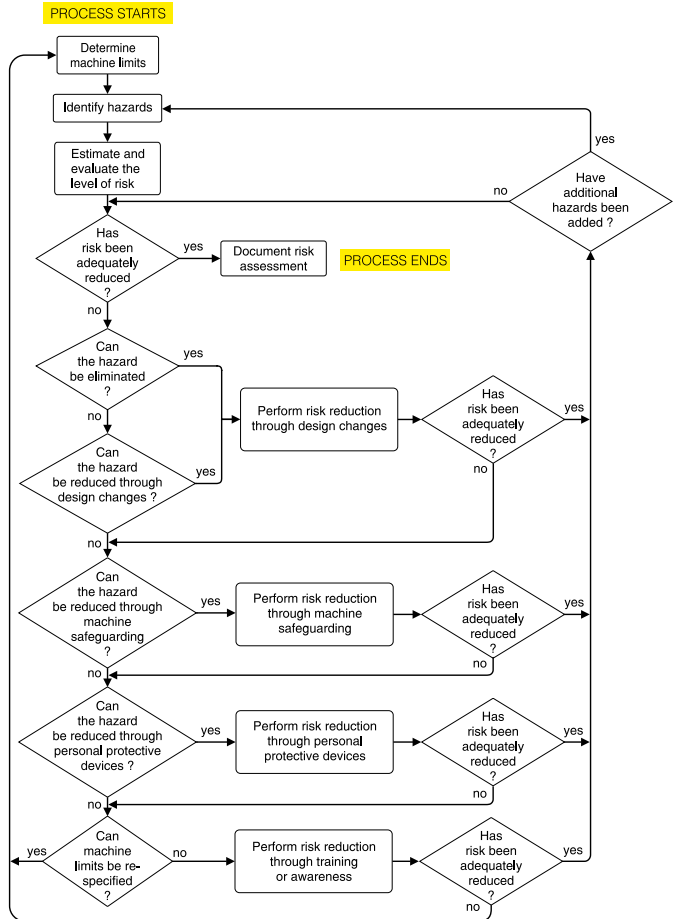 PROCESS STARTS
Determine
machine limits
Identify hazards
yes
Estimate and
evaluate the
level of risk
no
Have
additional
hazards been
added ?
Has
risk been
adequately
reduced
?
yes
Document risk
assessment
PROCESS ENDS
no
Can
the hazard
be eliminated
?
yes
no
Perform risk reduction
through design changes
Has
risk been
adequately
reduced
?
yes
no
Can
the hazard
be reduced through
design changes ?
yes
no
Can
the hazard
be reduced through
machine
safeguarding
?
yes
Perform risk reduction
through machine
safeguarding
Has
risk been
adequately
reduced
?
yes
no
no
Can
the hazard
be reduced through
personal protective
devices ?
yes
Perform risk reduction
through personal
protective devices
Has
risk been
adequately
reduced
?
yes
no
no
yes
Can
machine
limits be re-
specified
?
no
Perform risk reduction
through training
or awareness
Has
risk been
adequately
reduced
?
yes
no